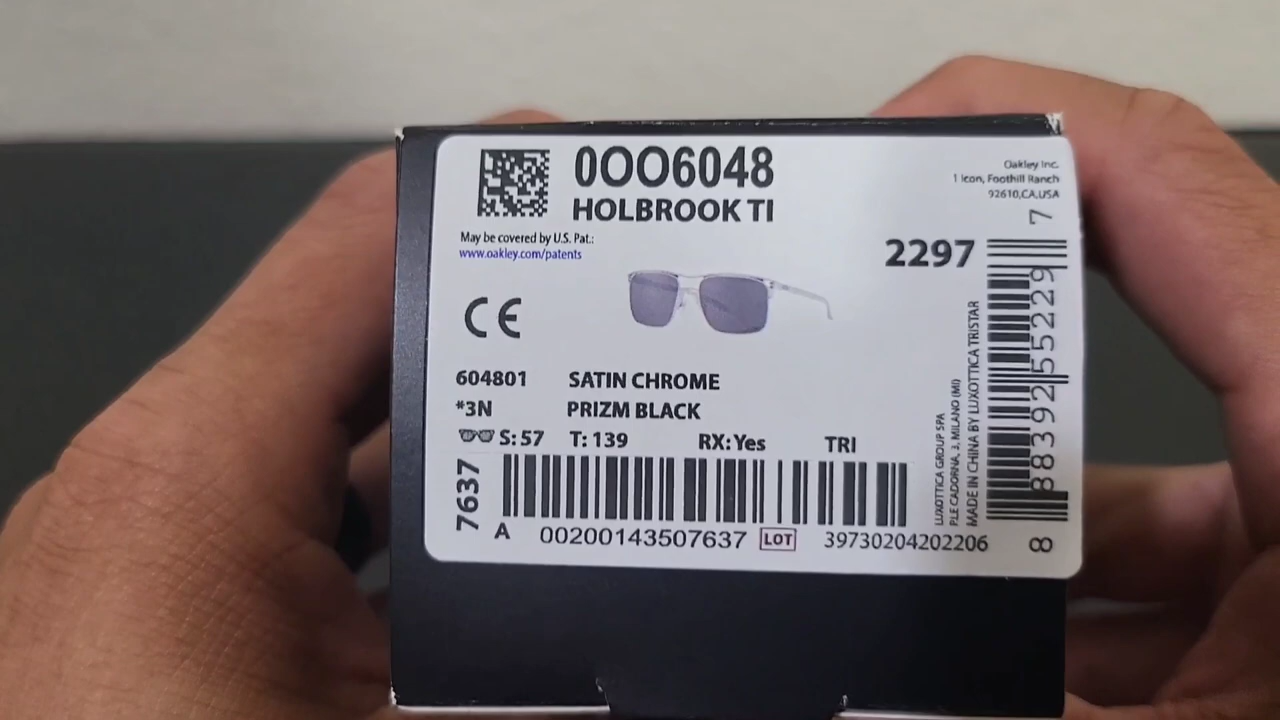 0OO6048
HOLBROOK TI
Oakley Inc.
1 Icon, Foothill Ranch
92610,CA,USA
May be covered by U.S. Pat.:
www.oakley.com/patents
2297
CE
604801 SATIN CHROME
*3N PRIZM BLACK
S: 57 T: 139 RX: Yes TRI
7637
A 00200143507637 LOT 39730204202206
LUXOTTICA GROUP SPA
PLE CADORNA, 3, MILANO (MI)
MADE IN CHINA BY LUXOTTICA TRISTAR
8 88392 55229 7